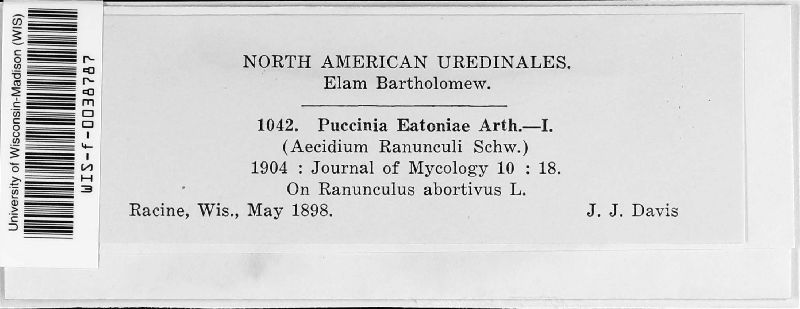 University of Wisconsin-Madison (WIS)
WIS-f-0038787
NORTH AMERICAN UREDINALES.
Elam Bartholomew.
1042. Puccinia Eatoniae Arth.—I.
(Aecidium Ranunculi Schw.)
1904 : Journal of Mycology 10 : 18.
On Ranunculus abortivus L.
Racine, Wis., May 1898. J. J. Davis